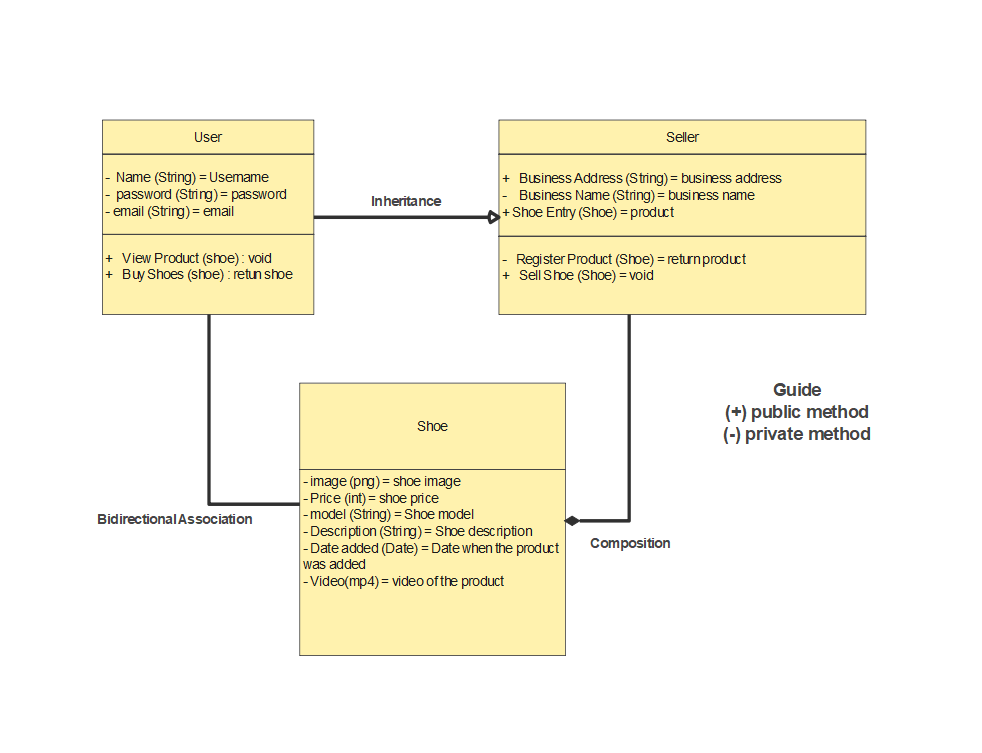 User
- Name (String) = Username
- password (String) = password
- email (String) = email
+ View Product (shoe) : void
+ Buy Shoes (shoe) : retun shoe
Inheritance
Seller
+ Business Address (String) = business address
- Business Name (String) = business name
+ Shoe Entry (Shoe) = product
- Register Product (Shoe) = return product
+ Sell Shoe (Shoe) = void
Guide
(+) public method
(-) private method
Shoe
- image (png) = shoe image
- Price (int) = shoe price
- model (String) = Shoe model
- Description (String) = Shoe description
- Date added (Date) = Date when the product
was added
- Video(mp4) = video of the product
Bidirectional Association
Composition